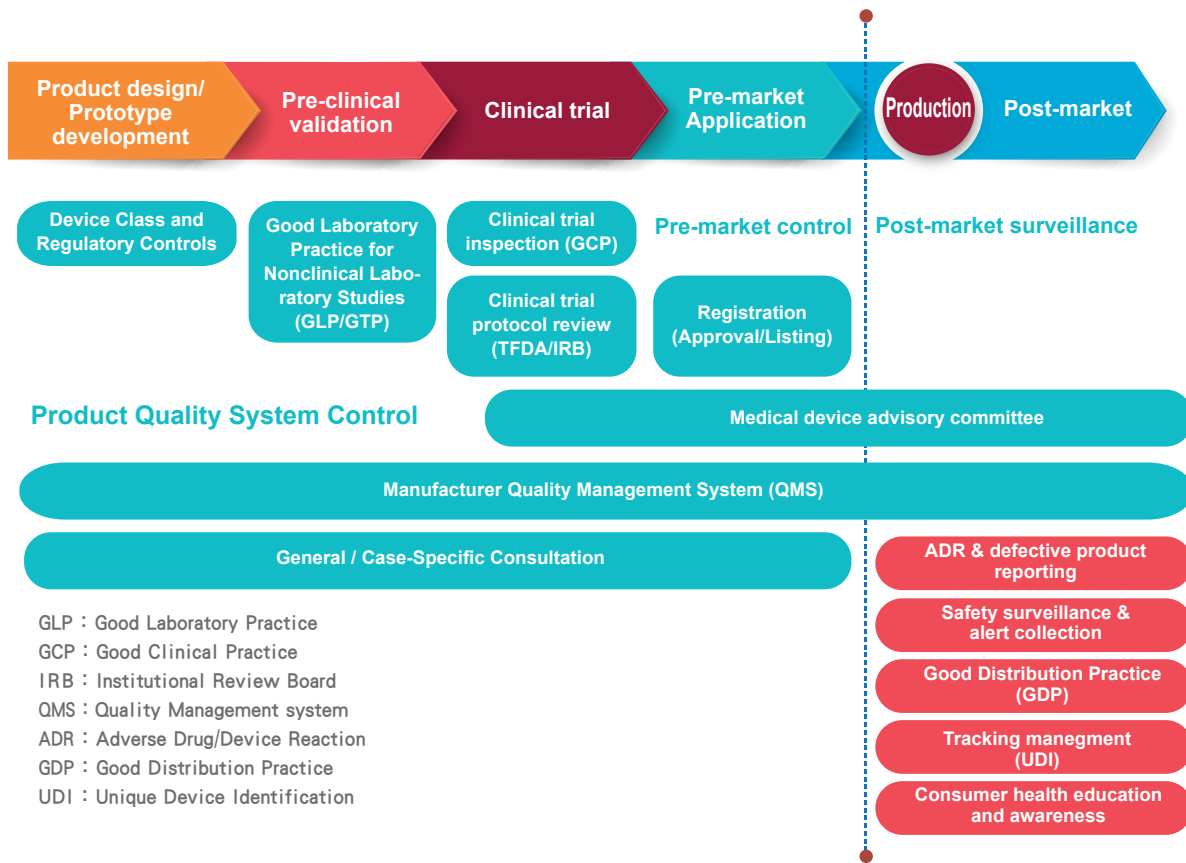 Product design/
Prototype
development
Pre-clinical
validation
Clinical trial
Pre-market
Application
Production
Post-market
Device Class and
Regulatory Controls
Good Laboratory
Practice for
Nonclinical Labo-
ratory Studies
(GLP/GTP)
Clinical trial
inspection (GCP)
Clinical trial
protocol review
(TFDA/IRB)
Pre-market control
Registration
(Approval/Listing)
Post-market surveillance
Product Quality System Control
Medical device advisory committee
Manufacturer Quality Management System (QMS)
General / Case-Specific Consultation
ADR & defective product
reporting
Safety surveillance &
alert collection
Good Distribution Practice
(GDP)
Tracking manegment
(UDI)
Consumer health education
and awareness
GLP：Good Laboratory Practice
GCP：Good Clinical Practice
IRB：Institutional Review Board
QMS：Quality Management system
ADR：Adverse Drug/Device Reaction
GDP：Good Distribution Practice
UDI：Unique Device Identification